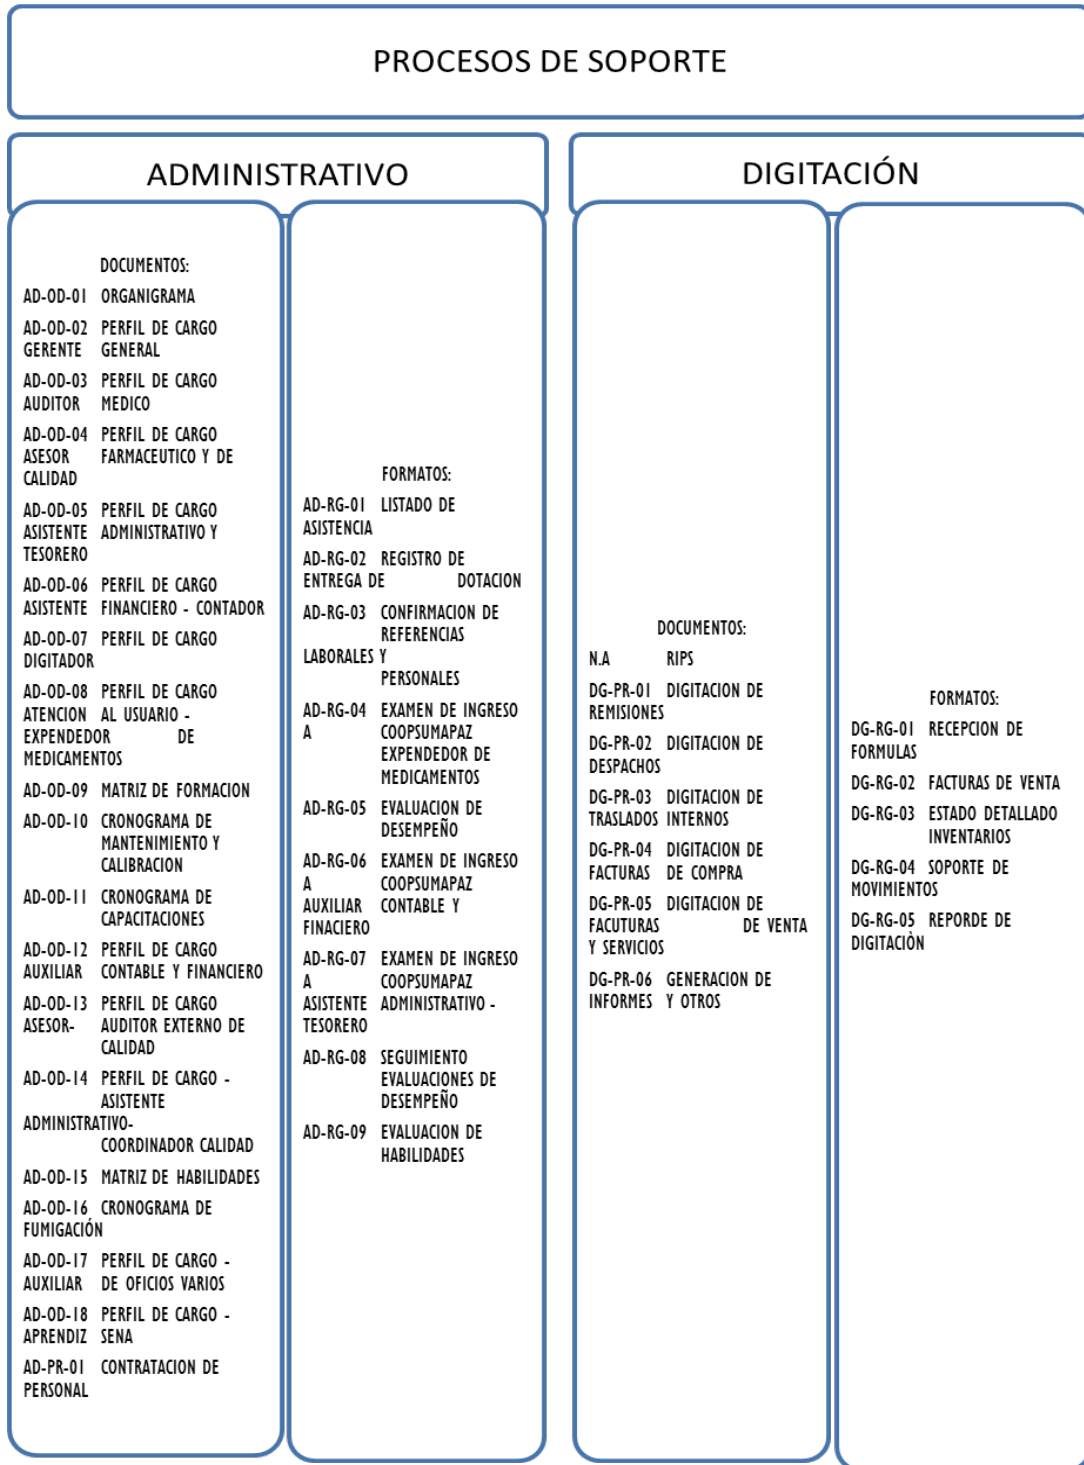 PROCESOS DE SOPORTE
ADMINISTRATIVO
DOCUMENTOS:
AD-OD-01 ORGANIGRAMA
AD-OD-02 PERFIL DE CARGO
GERENTE GENERAL
AD-OD-03 PERFIL DE CARGO
AUDITOR MEDICO
AD-OD-04 PERFIL DE CARGO
ASESOR FARMACEUTICO Y DE
CALIDAD
AD-OD-05 PERFIL DE CARGO
ASISTENTE ADMINISTRATIVO Y
TESORERO
AD-OD-06 PERFIL DE CARGO
ASISTENTE FINANCIERO - CONTADOR
AD-OD-07 PERFIL DE CARGO
DIGITADOR
AD-OD-08 PERFIL DE CARGO
ATENCION AL USUARIO -
EXPENDEDOR DE
MEDICAMENTOS
AD-OD-09 MATRIZ DE FORMACION
AD-OD-10 CRONOGRAMA DE
MANTENIMIENTO Y
CALIBRACION
AD-OD-11 CRONOGRAMA DE
CAPACITACIONES
AD-OD-12 PERFIL DE CARGO
AUXILIAR CONTABLE Y FINANCIERO
AD-OD-13 PERFIL DE CARGO
ASESOR- AUDITOR EXTERNO DE
CALIDAD
AD-OD-14 PERFIL DE CARGO -
ASISTENTE
ADMINISTRATIVO-
COORDINADOR CALIDAD
AD-OD-15 MATRIZ DE HABILIDADES
AD-OD-16 CRONOGRAMA DE
FUMIGACIÓN
AD-OD-17 PERFIL DE CARGO -
AUXILIAR DE OFICIOS VARIOS
AD-OD-18 PERFIL DE CARGO -
APRENDIZ SENA
AD-PR-01 CONTRATACION DE
PERSONAL
FORMATOS:
AD-RG-01 LISTADO DE
ASISTENCIA
AD-RG-02 REGISTRO DE
ENTREGA DE DOTACION
AD-RG-03 CONFIRMACION DE
REFERENCIAS
LABORALES Y
PERSONALES
AD-RG-04 EXAMEN DE INGRESO
A COOPSUMAPAZ
EXPENDEDOR DE
MEDICAMENTOS
AD-RG-05 EVALUACION DE
DESEMPEÑO
AD-RG-06 EXAMEN DE INGRESO
A COOPSUMAPAZ
AUXILIAR CONTABLE Y
FINACIERO
AD-RG-07 EXAMEN DE INGRESO
A COOPSUMAPAZ
ASISTENTE ADMINISTRATIVO -
TESORERO
AD-RG-08 SEGUIMIENTO
EVALUACIONES DE
DESEMPEÑO
AD-RG-09 EVALUACION DE
HABILIDADES
DIGITACIÓN
DOCUMENTOS:
N.A RIPS
DG-PR-01 DIGITACION DE
REMISIONES
DG-PR-02 DIGITACION DE
DESPACHOS
DG-PR-03 DIGITACION DE
TRASLADOS INTERNOS
DG-PR-04 DIGITACION DE
FACTURAS DE COMPRA
DG-PR-05 DIGITACION DE
FACUTURAS DE VENTA
Y SERVICIOS
DG-PR-06 GENERACION DE
INFORMES Y OTROS
FORMATOS:
DG-RG-01 RECEPCION DE
FORMULAS
DG-RG-02 FACTURAS DE VENTA
DG-RG-03 ESTADO DETALLADO
INVENTARIOS
DG-RG-04 SOPORTE DE
MOVIMIENTOS
DG-RG-05 REPORDE DE
DIGITACIÒN